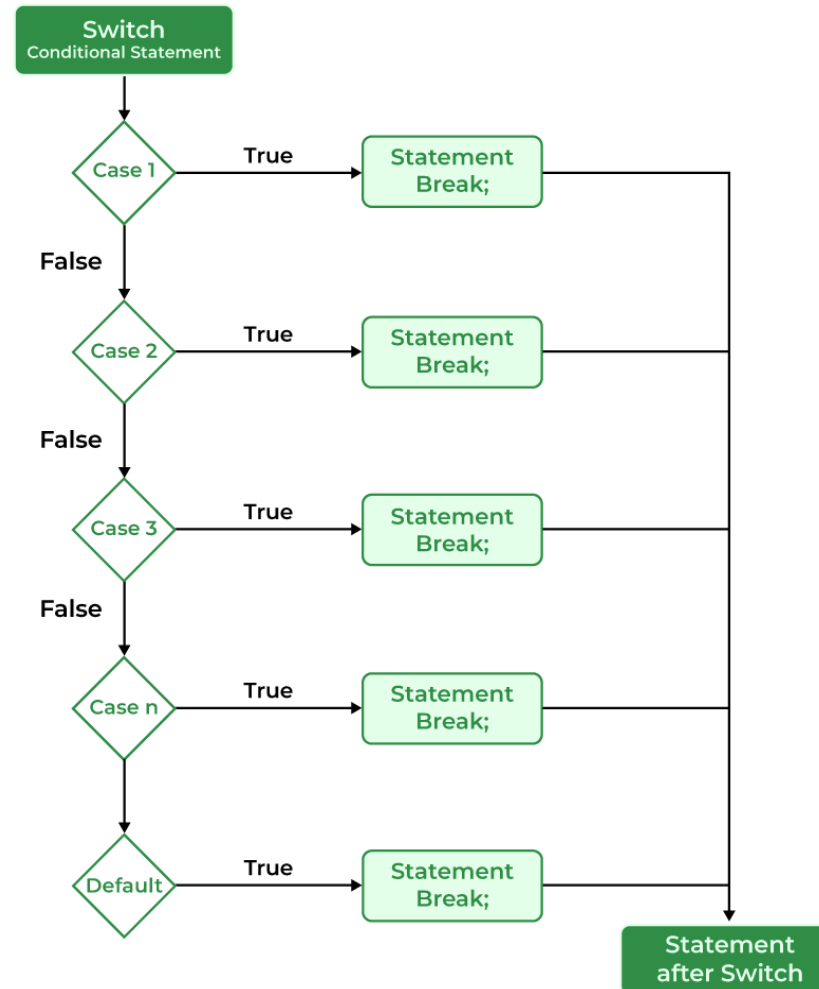 Switch
Conditional Statement
Case 1
True
Statement
Break;
False
Case 2
True
Statement
Break;
False
Case 3
True
Statement
Break;
False
Case n
True
Statement
Break;
Default
True
Statement
Break;
Statement
after Switch